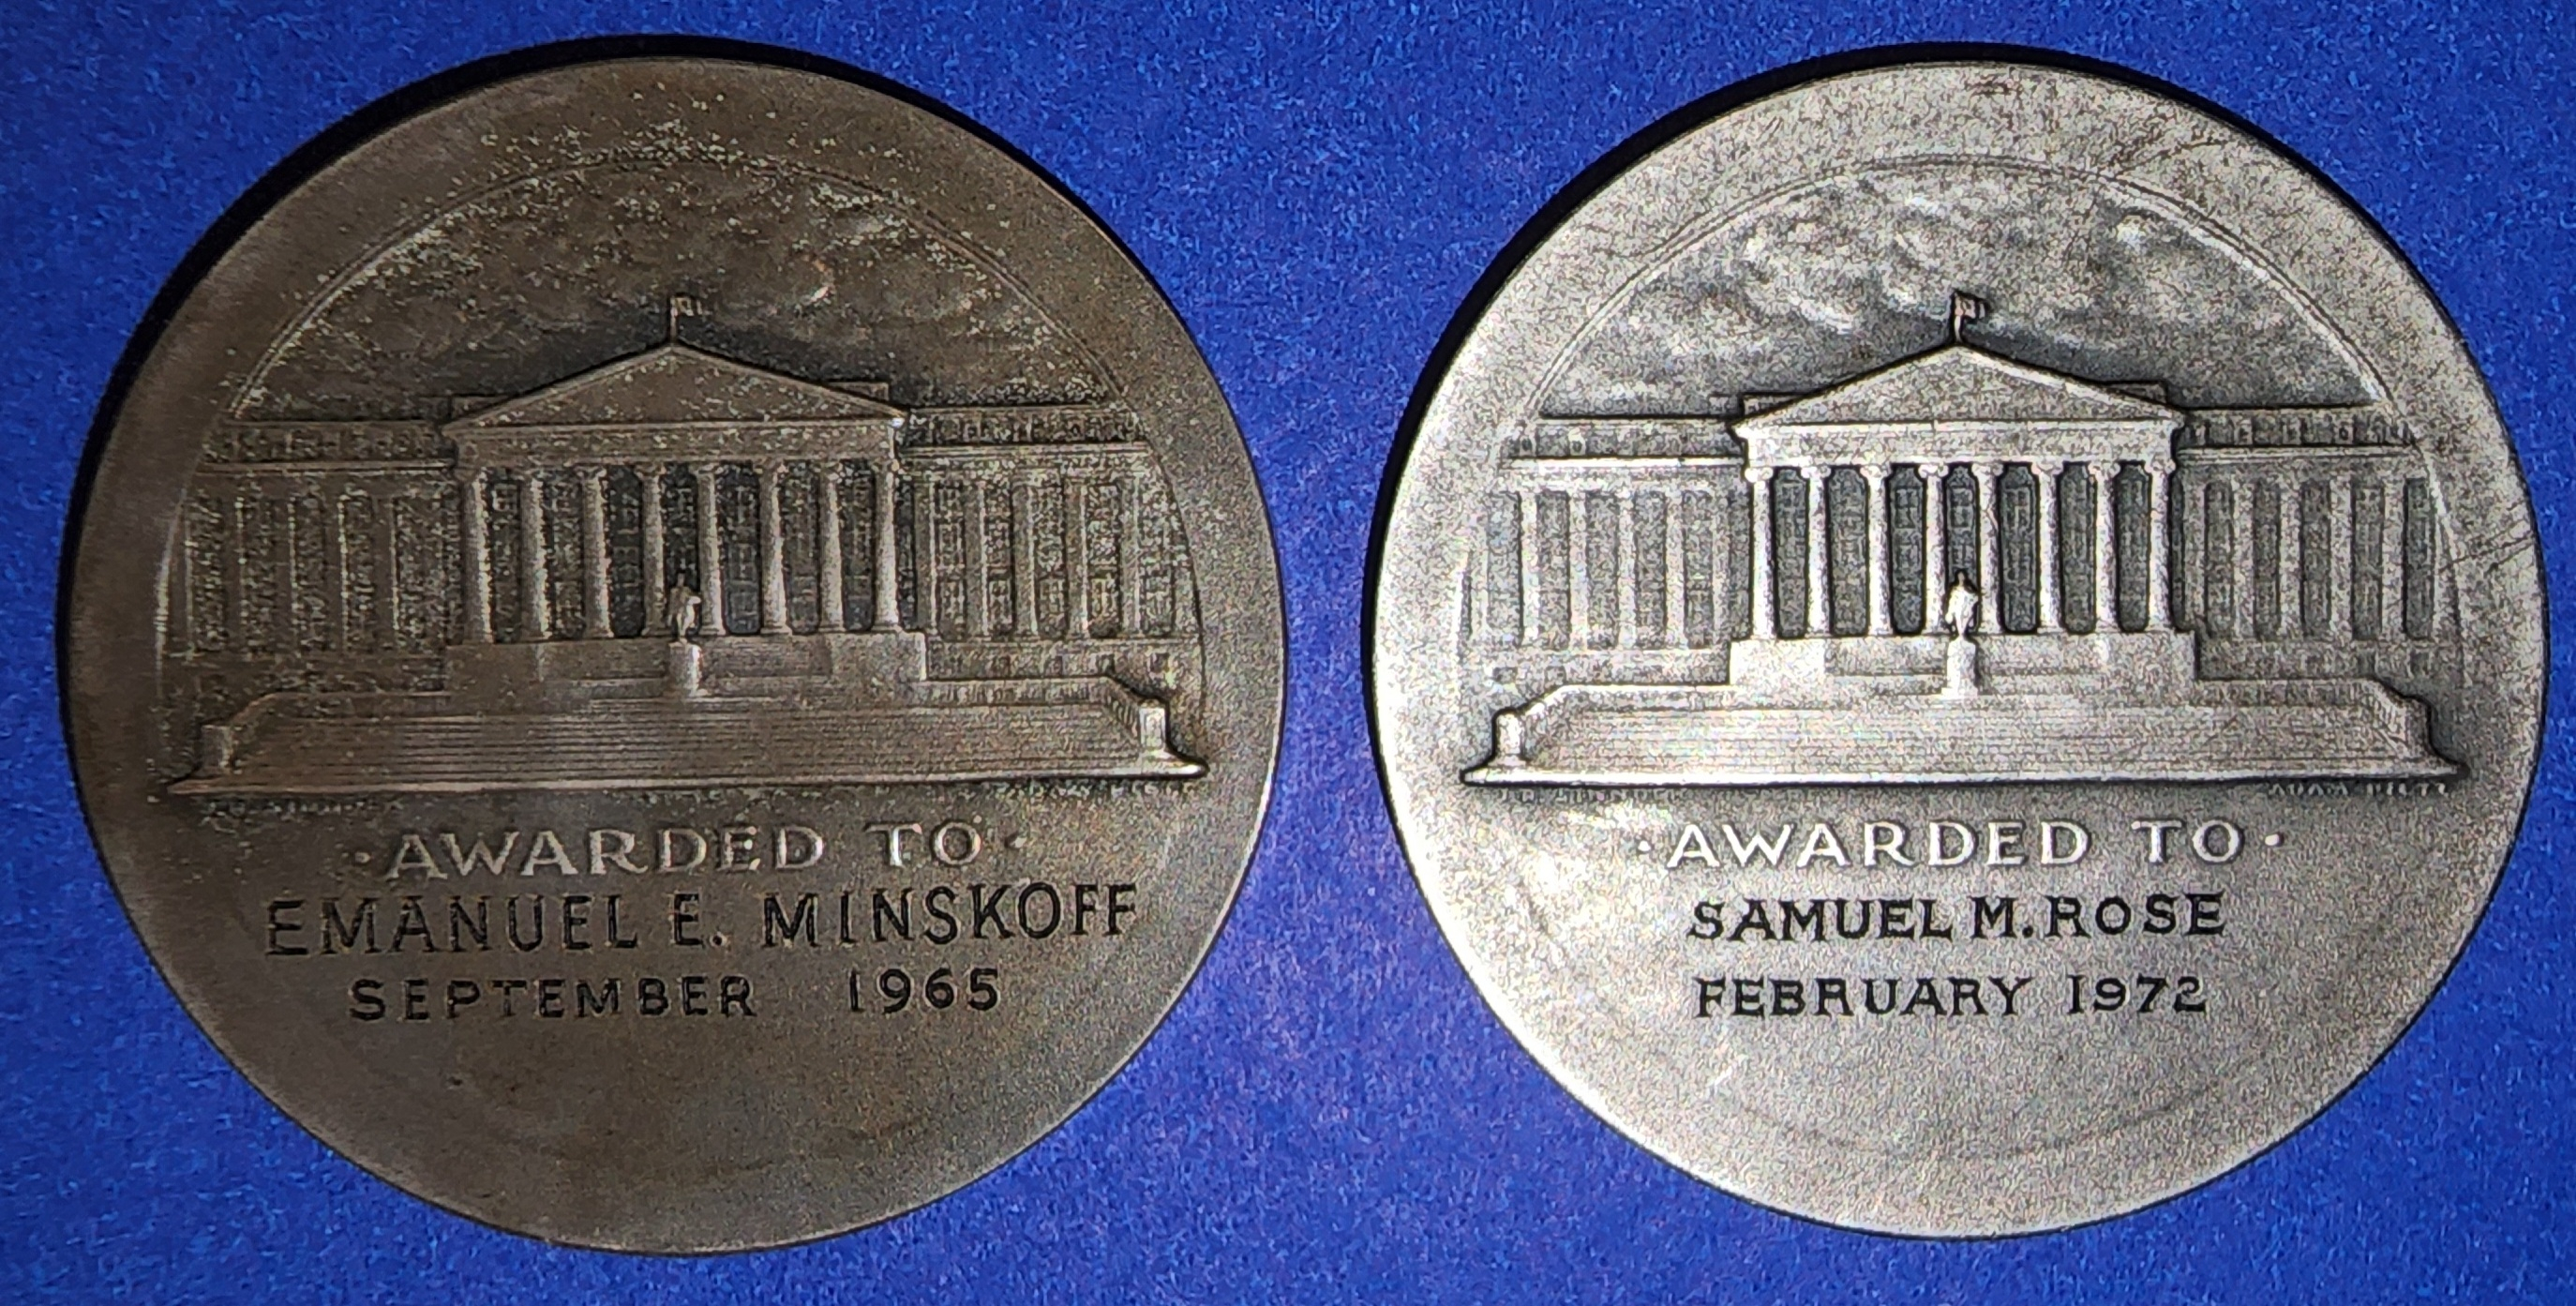 ·AWARDED TO·
EMANUEL E. MINSKOFF
SEPTEMBER 1965
·AWARDED TO·
SAMUEL M. ROSE
FEBRUARY 1972